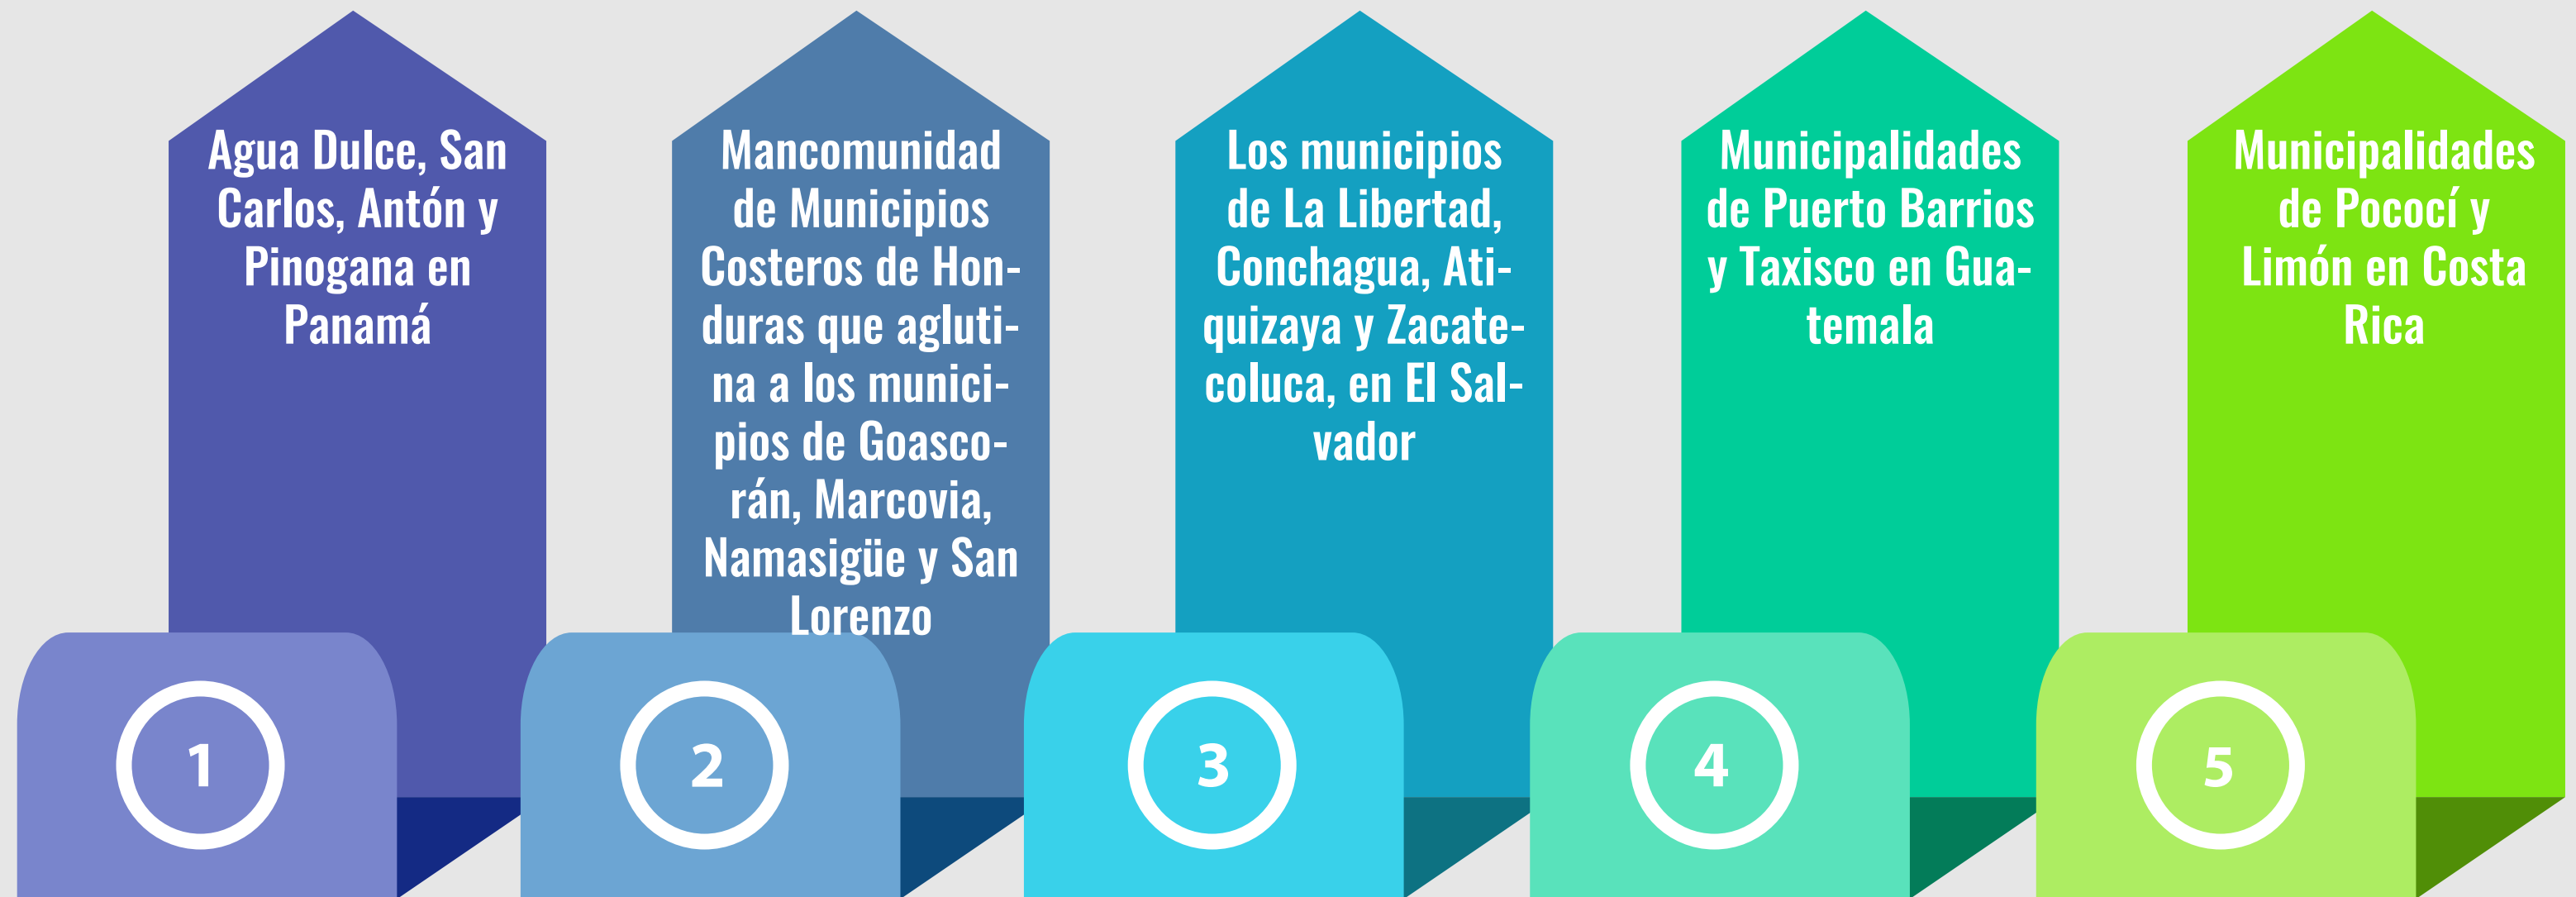 Agua Dulce, San
Carlos, Antón y
Pinogana en
Panamá
1
Mancomunidad
de Municipios
Costeros de Hon-
duras que agluti-
na a los munici-
pios de Goasco-
rán, Marcovia,
Namasigüe y San
Lorenzo
2
Los municipios
de La Libertad,
Conchagua, Ati-
quizaya y Zacate-
coluca, en El Sal-
vador
3
Municipalidades
de Puerto Barrios
y Taxisco en Gua-
temala
4
Municipalidades
de Pococí y
Limón en Costa
Rica
5